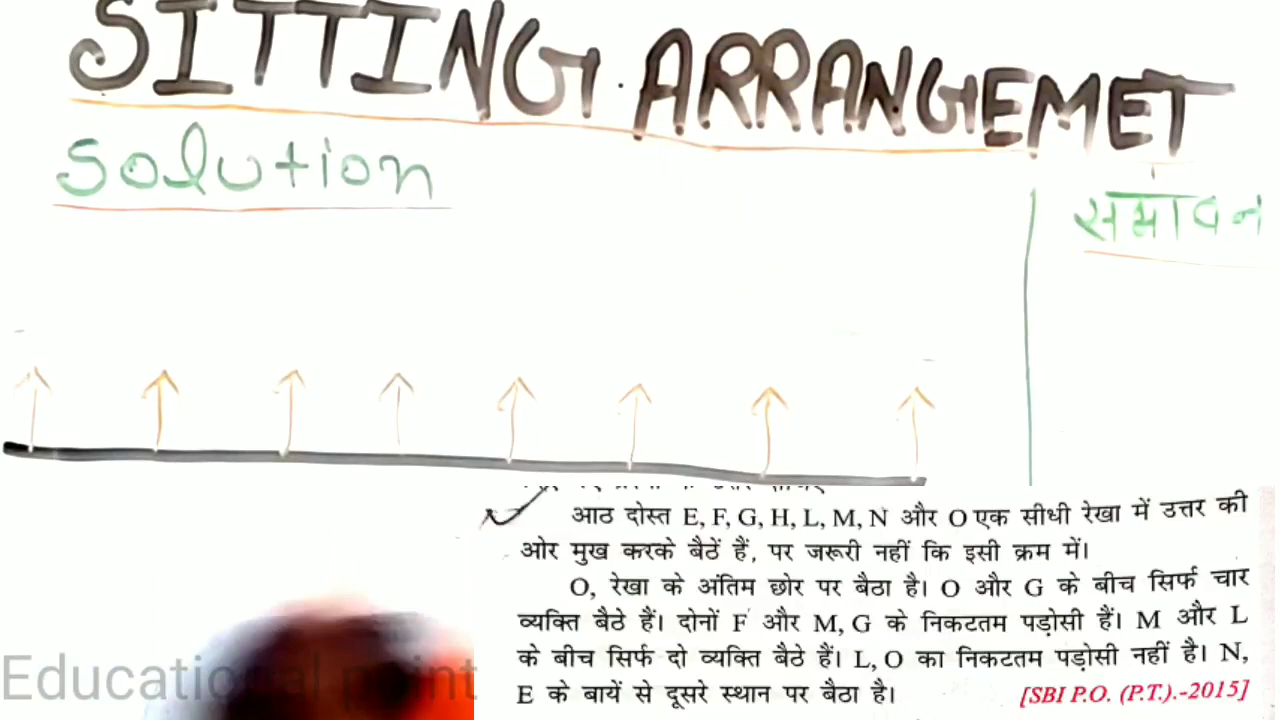 SITTING. ARRANGEMET
Solution
आठ दोस्त E, F, G, H, L, M, N और O एक सीधी रेखा में उत्तर की
ओर मुख करके बैठें हैं, पर जरूरी नहीं कि इसी क्रम में।
O, रेखा के अंतिम छोर पर बैठा है। O और G के बीच सिर्फ चार
व्यक्ति बैठे हैं। दोनों F और M, G के निकटतम पड़ोसी हैं। M और L
के बीच सिर्फ दो व्यक्ति बैठे हैं। L, O का निकटतम पड़ोसी नहीं है। N,
E के बायें से दूसरे स्थान पर बैठा है।
[SBI P.O. (P.T.).-2015]
Educational point